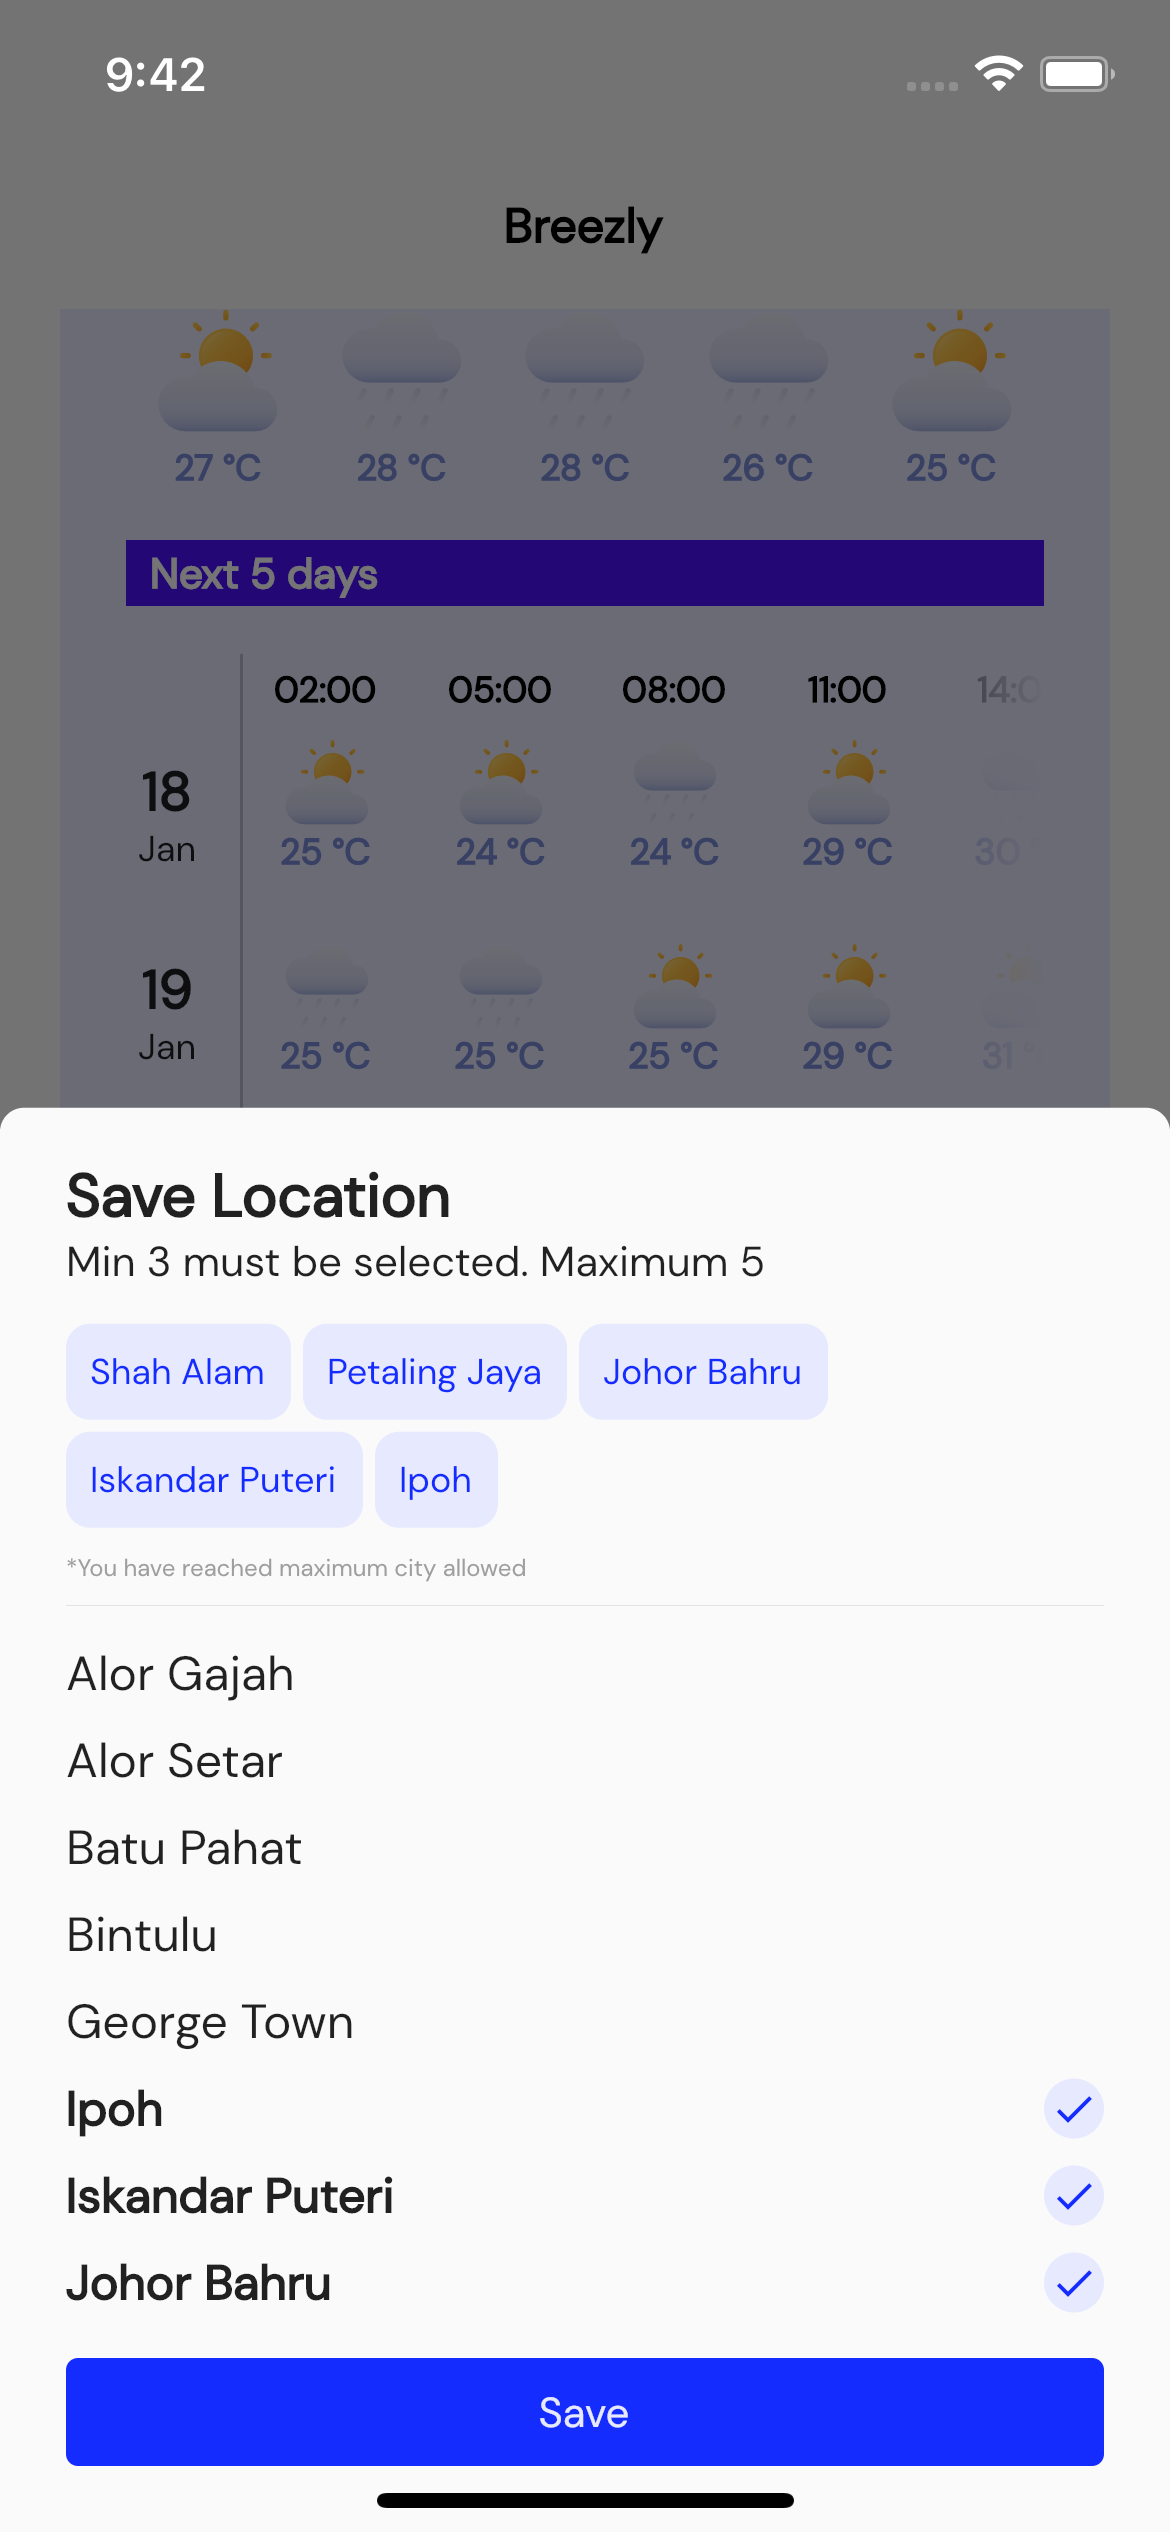 9:42
Breezly
27 °C 28 °C 28 °C 26 °C 25 °C
Next 5 days
02:00 05:00 08:00 11:00 14:0
18
Jan
25 °C 24 °C 24 °C 29 °C 30
19
Jan
25 °C 25 °C 25 °C 29 °C 31 °
Save Location
Min 3 must be selected. Maximum 5
Shah Alam Petaling Jaya Johor Bahru
Iskandar Puteri Ipoh
*You have reached maximum city allowed
Alor Gajah
Alor Setar
Batu Pahat
Bintulu
George Town
Ipoh
Iskandar Puteri
Johor Bahru
Save